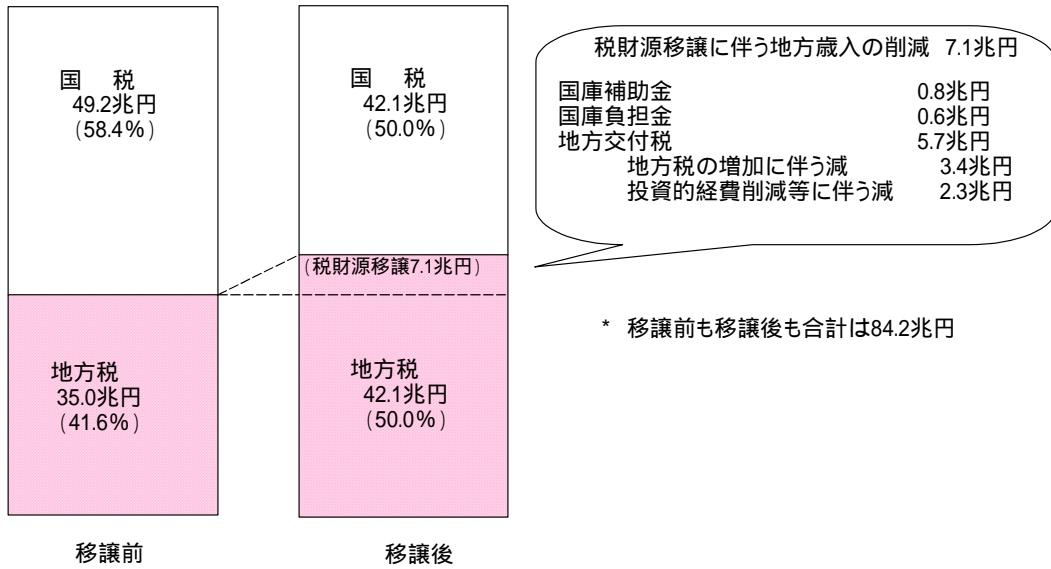 国　税
49.2兆円
(58.4%)
地方税
35.0兆円
(41.6%)
移譲前
国　税
42.1兆円
(50.0%)
(税財源移譲7.1兆円)
地方税
42.1兆円
(50.0%)
移譲後
税財源移譲に伴う地方歳入の削減 7.1兆円
国庫補助金 0.8兆円
国庫負担金 0.6兆円
地方交付税 5.7兆円
地方税の増加に伴う減 3.4兆円
投資的経費削減等に伴う減 2.3兆円
* 移譲前も移譲後も合計は84.2兆円